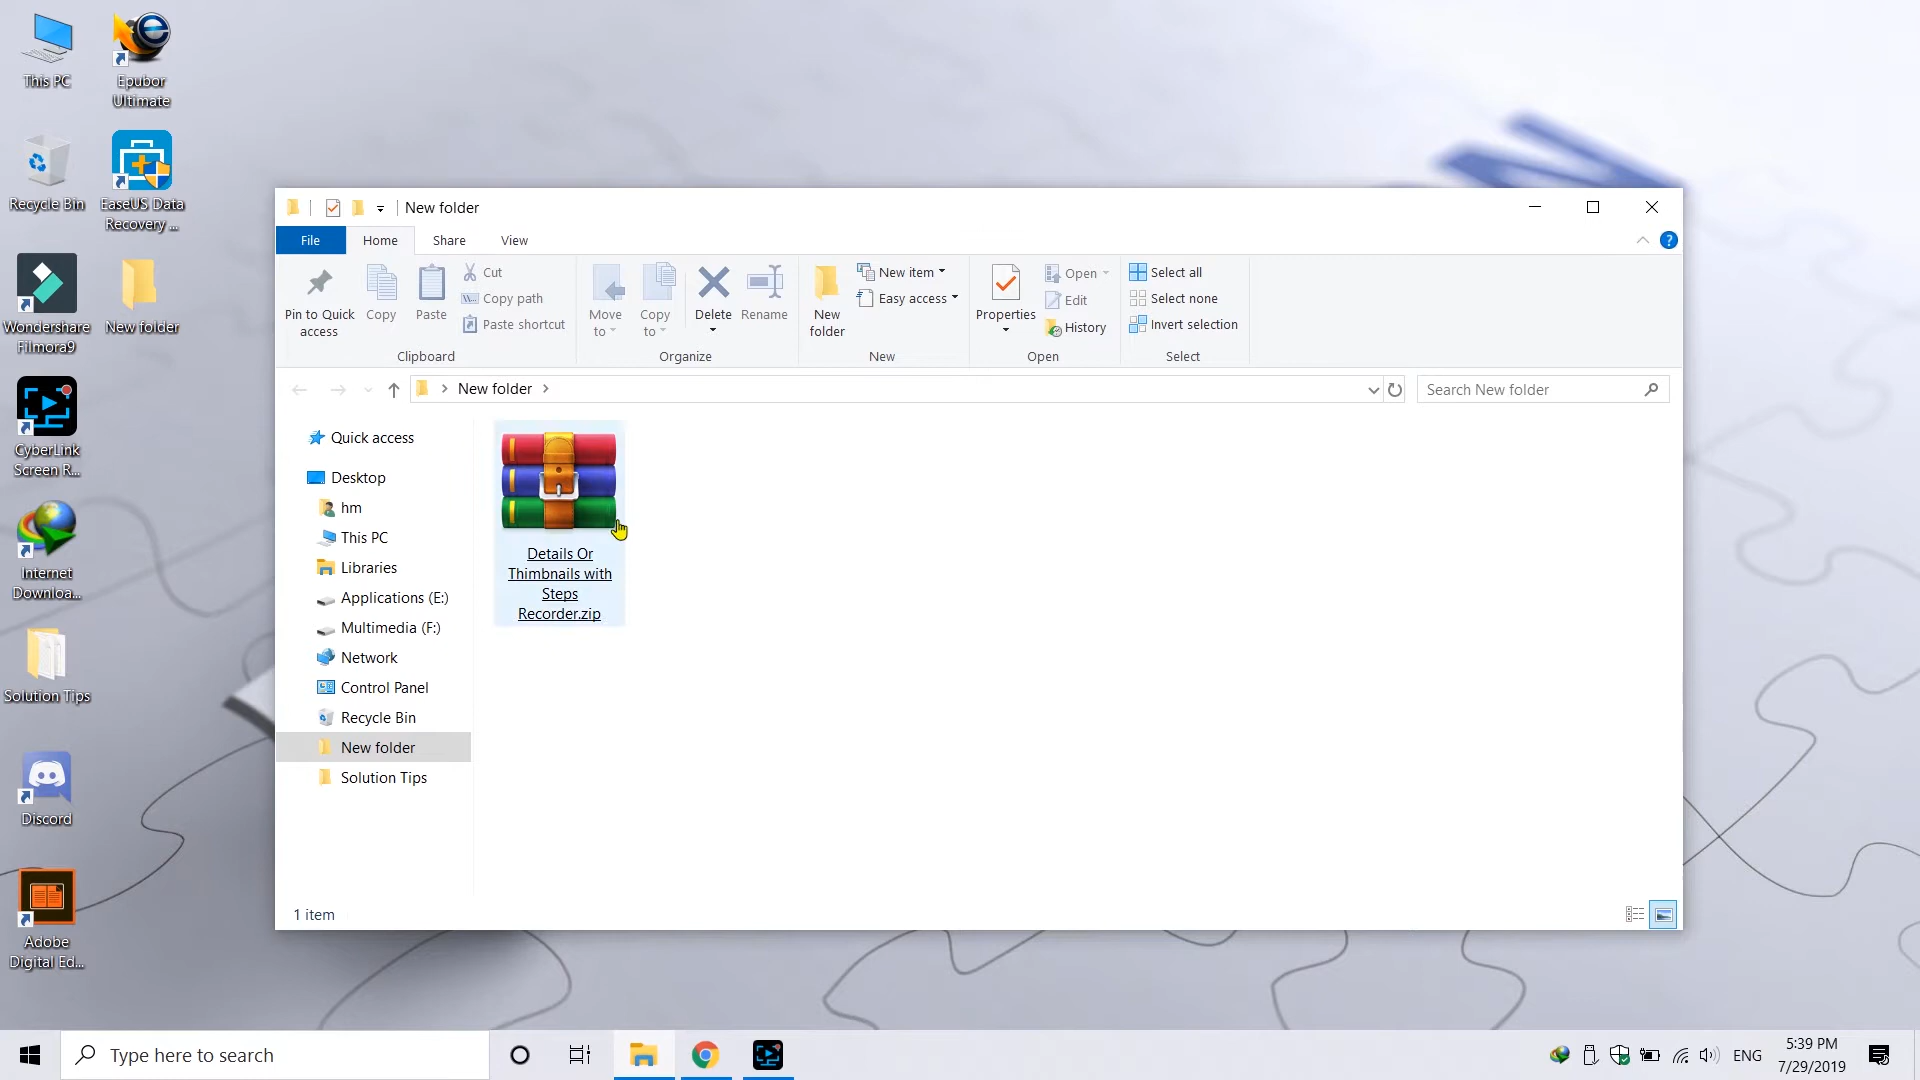 This PC
Epubor
Ultimate
Recycle Bin
EaseUS Data
Recovery ...
Wondershare
Filmora9
New folder
CyberLink
Screen R...
Internet
Downloa...
Solution Tips
Discord
Adobe
Digital Ed...
New folder
File
Home
Share
View
Pin to Quick
access
Copy
Paste
Cut
Copy path
Paste shortcut
Clipboard
Move
to
Copy
to
Delete
Rename
Organize
New
folder
New item
Easy access
New
Properties
Open
Edit
History
Open
Select all
Select none
Invert selection
Select
New folder
Search New folder
Quick access
Desktop
hm
This PC
Libraries
Applications (E:)
Multimedia (F:)
Network
Control Panel
Recycle Bin
New folder
Solution Tips
Details Or
Thimbnails with
Steps
Recorder.zip
1 item
Type here to search
ENG
5:39 PM
7/29/2019